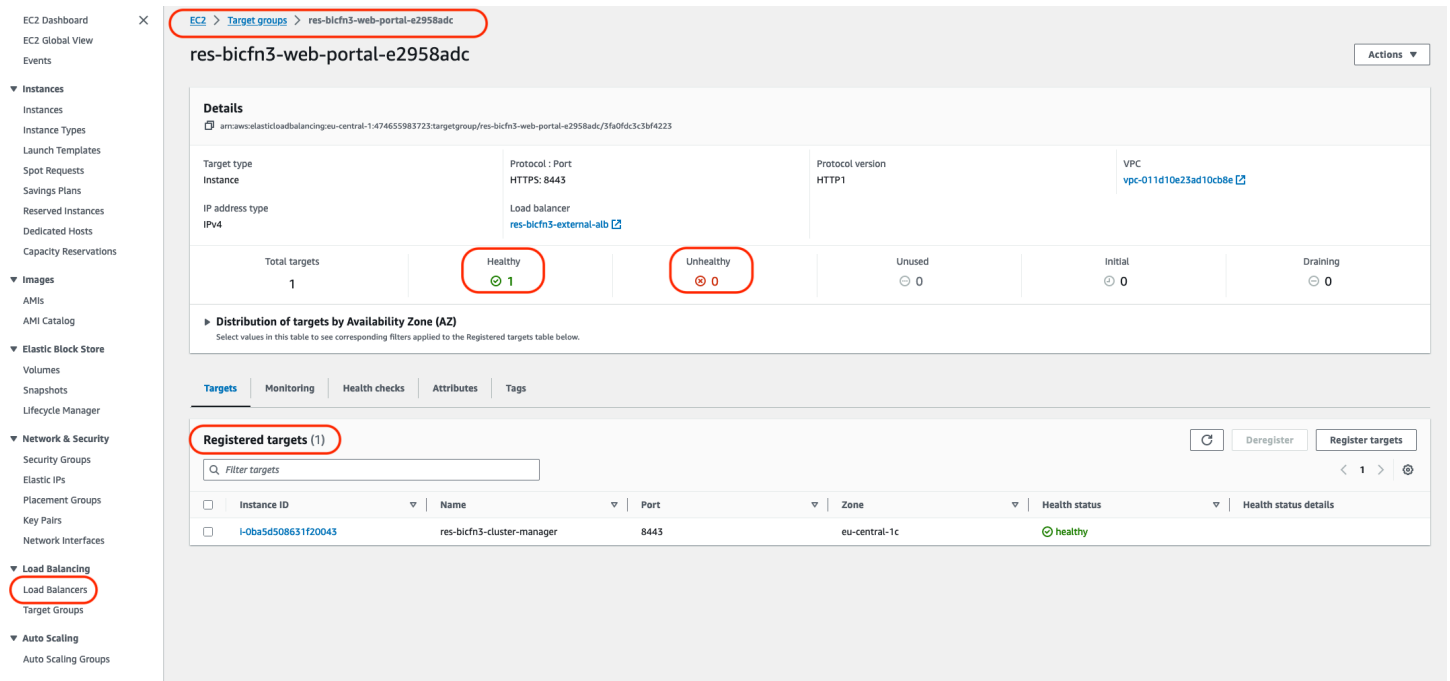 EC2 Dashboard
EC2 Global View
Events
Instances
Instances
Instance Types
Launch Templates
Spot Requests
Savings Plans
Reserved Instances
Dedicated Hosts
Capacity Reservations
Images
AMIs
AMI Catalog
Elastic Block Store
Volumes
Snapshots
Lifecycle Manager
Network & Security
Security Groups
Elastic IPs
Placement Groups
Key Pairs
Network Interfaces
Load Balancing
Load Balancers
Target Groups
Auto Scaling
Auto Scaling Groups
EC2 > Target groups > res-bicfn3-web-portal-e2958adc
res-bicfn3-web-portal-e2958adc
Actions
Details
arn:aws:elasticloadbalancing:eu-central-1:474655983723:targetgroup/res-bicfn3-web-portal-e2958adc/3fa0fdc3c3bf4223
Target type
Instance
Protocol : Port
HTTPS: 8443
Protocol version
HTTP1
VPC
vpc-011d10e23ad10cb8e
IP address type
IPv4
Load balancer
res-bicfn3-external-alb
Total targets
1
Healthy
1
Unhealthy
0
Unused
0
Initial
0
Draining
0
Distribution of targets by Availability Zone (AZ)
Select values in this table to see corresponding filters applied to the Registered targets table below.
Targets Monitoring Health checks Attributes Tags
Registered targets (1)
Deregister Register targets
Filter targets
< 1 >
Instance ID Name Port Zone Health status Health status details
i-0ba5d508631f20043 res-bicfn3-cluster-manager 8443 eu-central-1c healthy